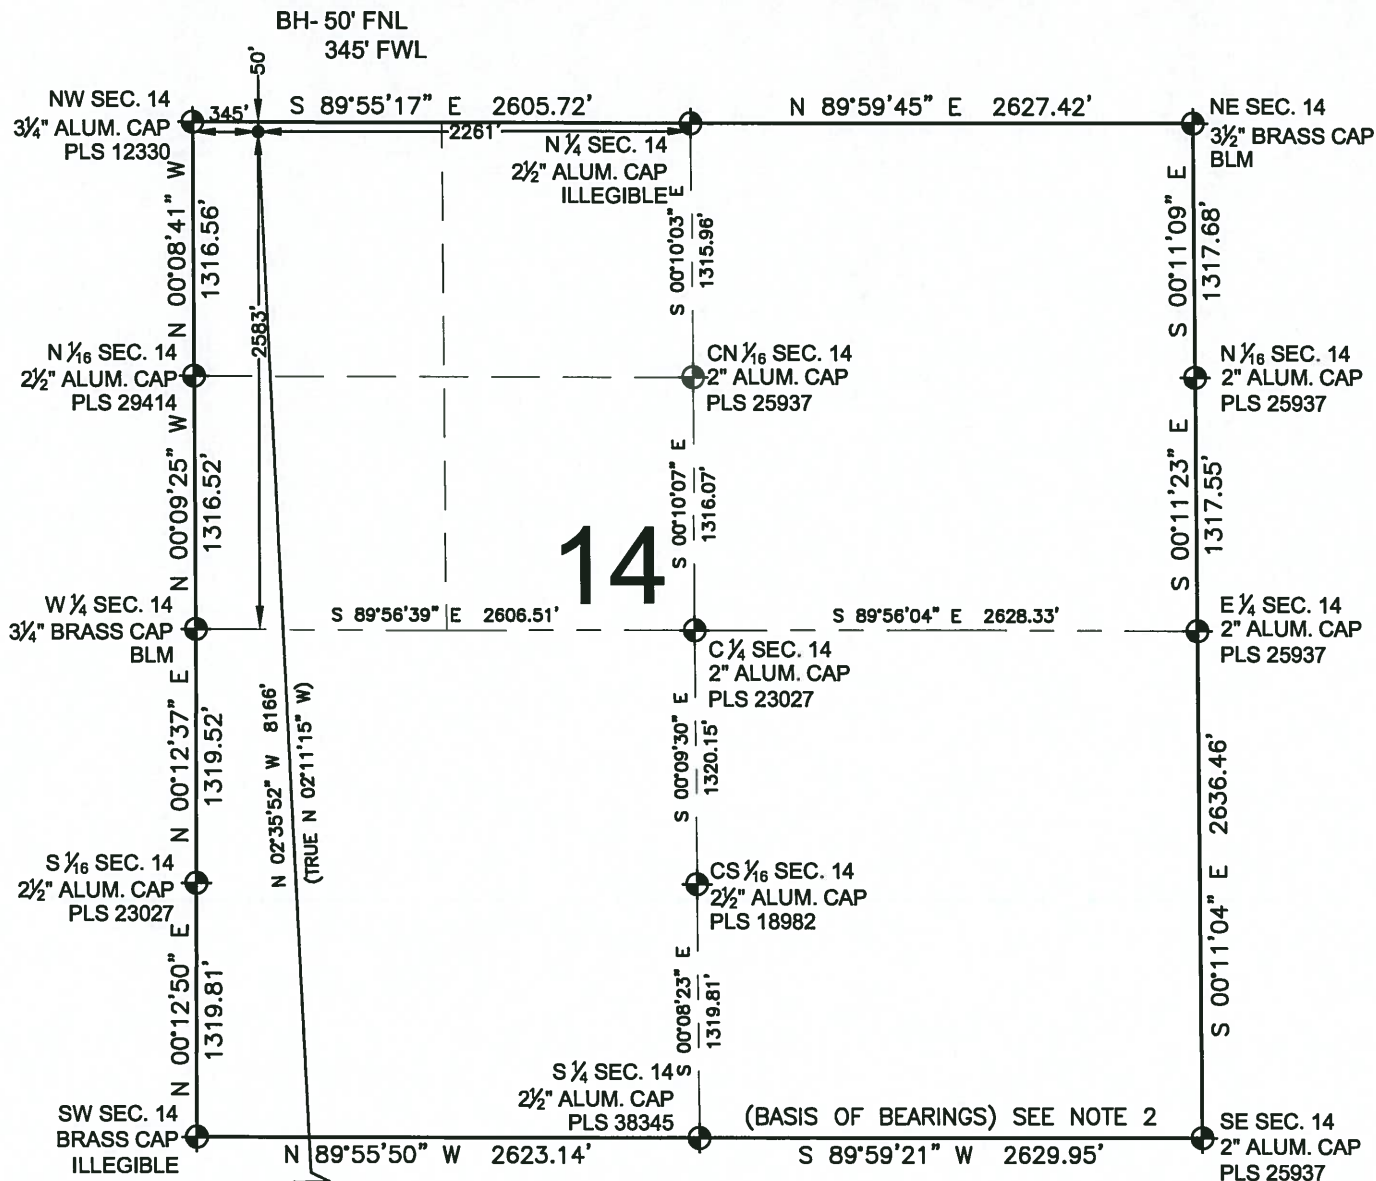 BH- 50' FNL
345' FWL
50'
NW SEC. 14
3¼" ALUM. CAP
PLS 12330
345'
S 89°55'17" E 2605.72'
2261'
N ¼ SEC. 14
2½" ALUM. CAP
ILLEGIBLE
N 89°59'45" E 2627.42'
NE SEC. 14
3½" BRASS CAP
BLM
N 00°08'41" W
1316.56'
2583'
S 00°10'03" E
1315.96'
S 00°11'09" E
1317.68'
N 1⁄16 SEC. 14
2½" ALUM. CAP
PLS 29414
CN 1⁄16 SEC. 14
2" ALUM. CAP
PLS 25937
N 1⁄16 SEC. 14
2" ALUM. CAP
PLS 25937
N 00°09'25" W
1316.52'
14
S 00°10'07" E
1316.07'
S 00°11'23" E
1317.55'
W ¼ SEC. 14
3¼" BRASS CAP
BLM
S 89°56'39" E 2606.51'
C ¼ SEC. 14
2" ALUM. CAP
PLS 23027
S 89°56'04" E 2628.33'
E ¼ SEC. 14
2" ALUM. CAP
PLS 25937
N 00°12'37" E
1319.52'
N 02°35'52" W 8166'
(TRUE N 02°11'15" W)
S 00°09'30" E
1320.15'
S 00°11'04" E 2636.46'
S 1⁄16 SEC. 14
2½" ALUM. CAP
PLS 23027
CS 1⁄16 SEC. 14
2½" ALUM. CAP
PLS 18982
N 00°12'50" E
1319.81'
S 00°08'23" E
1319.81'
SW SEC. 14
BRASS CAP
ILLEGIBLE
N 89°55'50" W 2623.14'
S ¼ SEC. 14
2½" ALUM. CAP
PLS 38345
(BASIS OF BEARINGS) SEE NOTE 2
S 89°59'21" W 2629.95'
SE SEC. 14
2" ALUM. CAP
PLS 25937